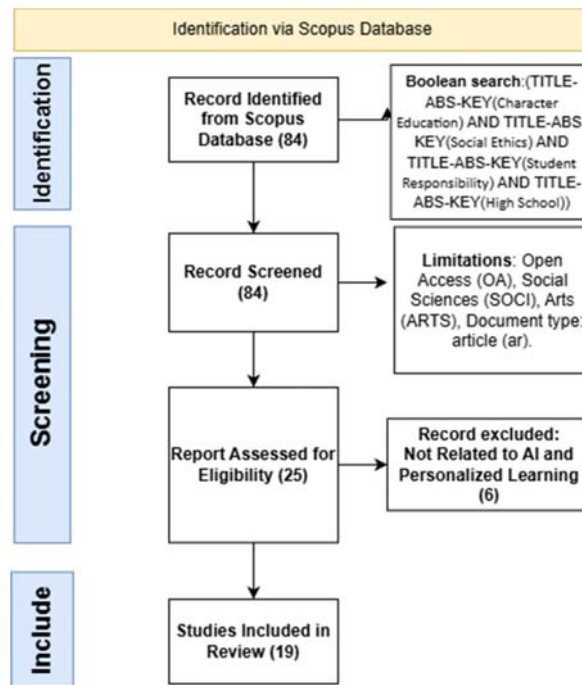 Identification via Scopus Database
Identification
Record Identified
from Scopus
Database (84)
Boolean search:(TITLE-
ABS-KEY(Character
Education) AND TITLE-ABS
KEY(Social Ethics) AND
TITLE-ABS-KEY(Student
Responsibility) AND TITLE-
ABS-KEY(High School))
Screening
Record Screened
(84)
Limitations: Open
Access (OA), Social
Sciences (SOCI), Arts
(ARTS), Document type:
article (ar).
Report Assessed for
Eligibility (25)
Record excluded:
Not Related to AI and
Personalized Learning
(6)
Include
Studies Included in
Review (19)